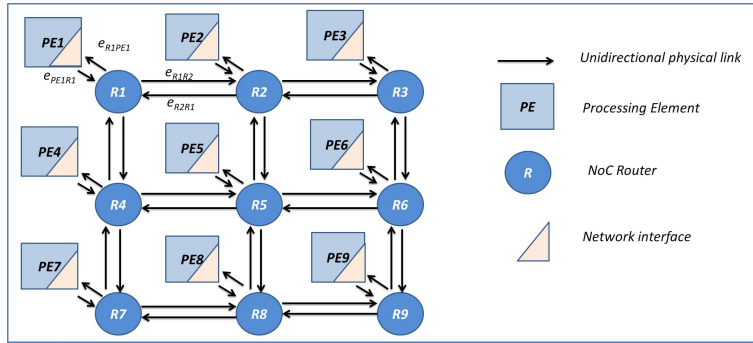 PE1
e_R1PE1
PE2
PE3
e_PE1R1
e_R1R2
R1
R2
R3
e_R2R1
PE4
PE5
PE6
R4
R5
R6
PE7
PE8
PE9
R7
R8
R9
Unidirectional physical link
PE
Processing Element
R
NoC Router
Network interface